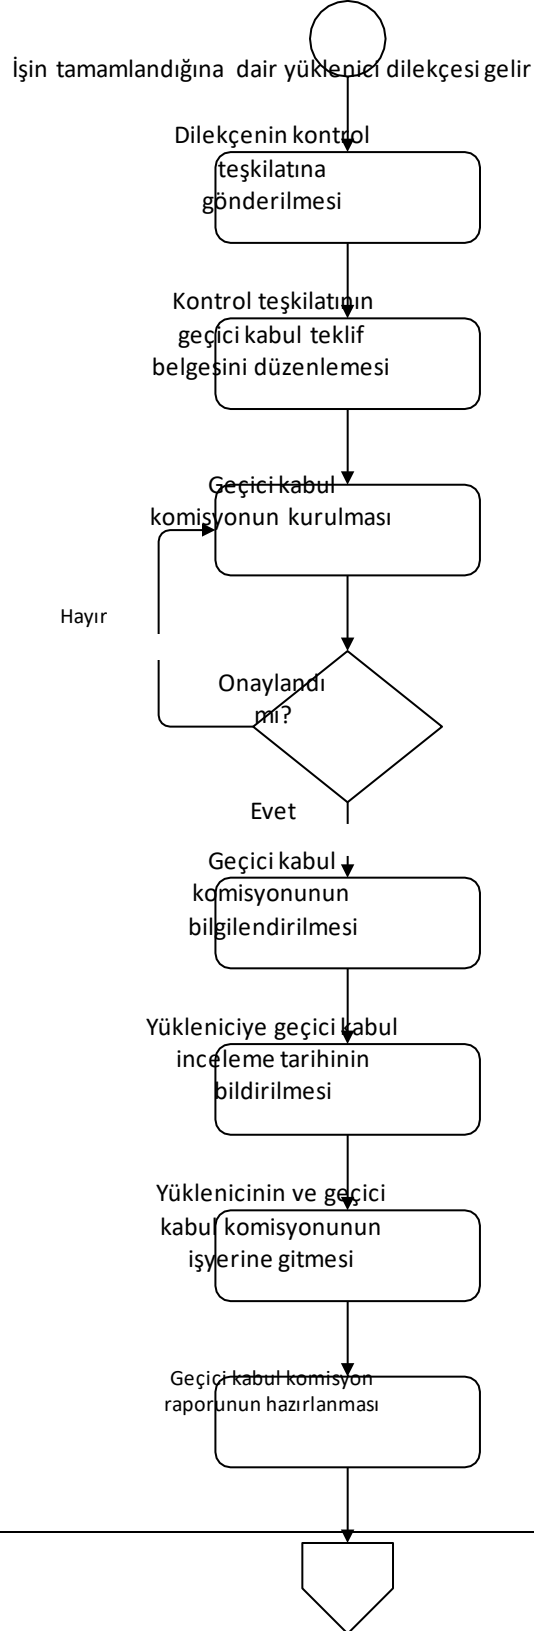 İşin tamamlandığına dair yüklenici dilekçesi gelir
Dilekçenin kontrol
teşkilatına
gönderilmesi
Kontrol teşkilatının
geçici kabul teklif
belgesini düzenlemesi
Geçici kabul
komisyonun kurulması
Hayır
Onaylandı
mı?
Evet
Geçici kabul
komisyonunun
bilgilendirilmesi
Yükleniciye geçici kabul
inceleme tarihinin
bildirilmesi
Yüklenicinin ve geçici
kabul komisyonunun
işyerine gitmesi
Geçici kabul komisyon
raporunun hazırlanması